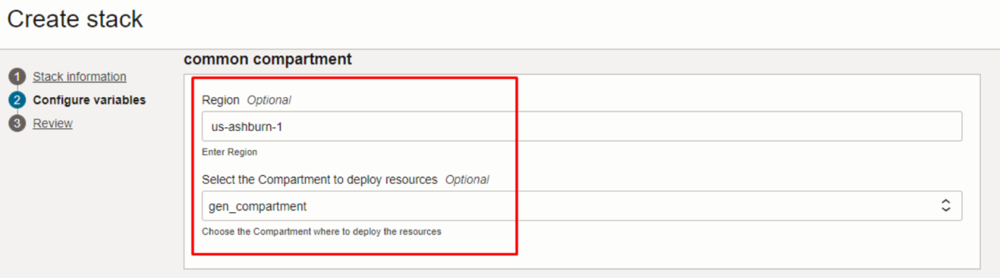 Create stack
1 Stack information
2 Configure variables
3 Review
common compartment
Region Optional
us-ashburn-1
Enter Region
Select the Compartment to deploy resources Optional
gen_compartment
Choose the Compartment where to deploy the resources